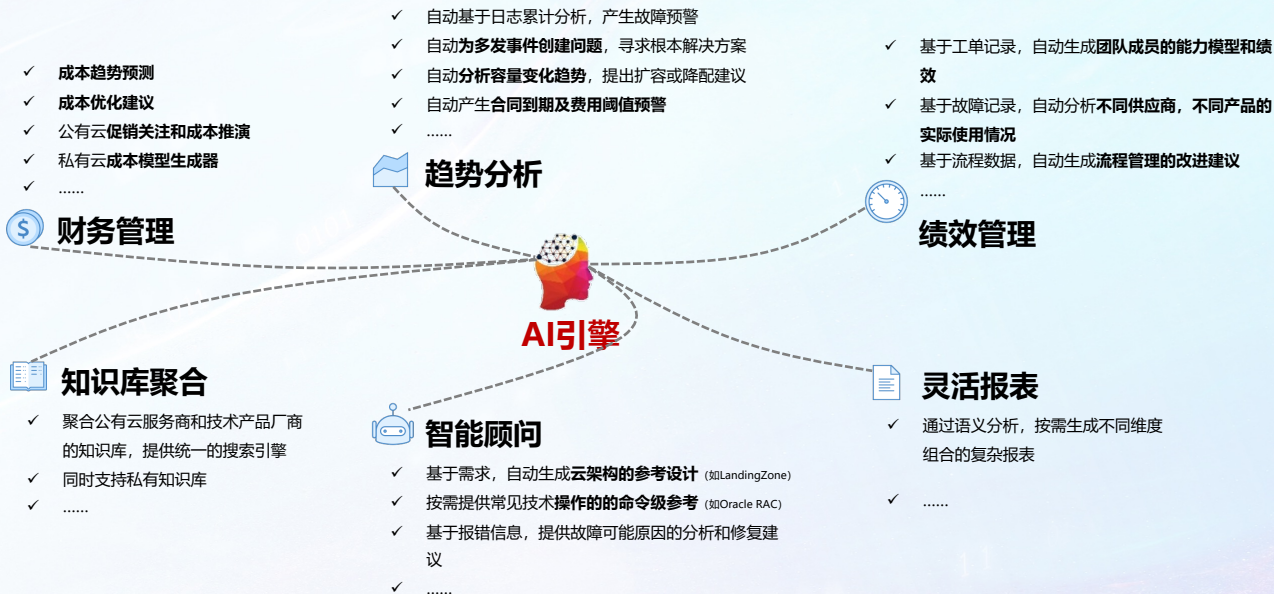 成本趋势预测
成本优化建议
公有云促销关注和成本推演
私有云成本模型生成器
……
财务管理
自动基于日志累计分析，产生故障预警
自动为多发事件创建问题，寻求根本解决方案
自动分析容量变化趋势，提出扩容或降配建议
自动产生合同到期及费用阈值预警
……
趋势分析
基于工单记录，自动生成团队成员的能力模型和绩
效
基于故障记录，自动分析不同供应商，不同产品的
实际使用情况
基于流程数据，自动生成流程管理的改进建议
……
绩效管理
AI引擎
知识库聚合
聚合公有云服务商和技术产品厂商
的知识库，提供统一的搜索引擎
同时支持私有知识库
……
智能顾问
基于需求，自动生成云架构的参考设计（如LandingZone）
按需提供常见技术操作的的命令级参考（如Oracle RAC）
基于报错信息，提供故障可能原因的分析和修复建
议
……
灵活报表
通过语义分析，按需生成不同维度
组合的复杂报表
……